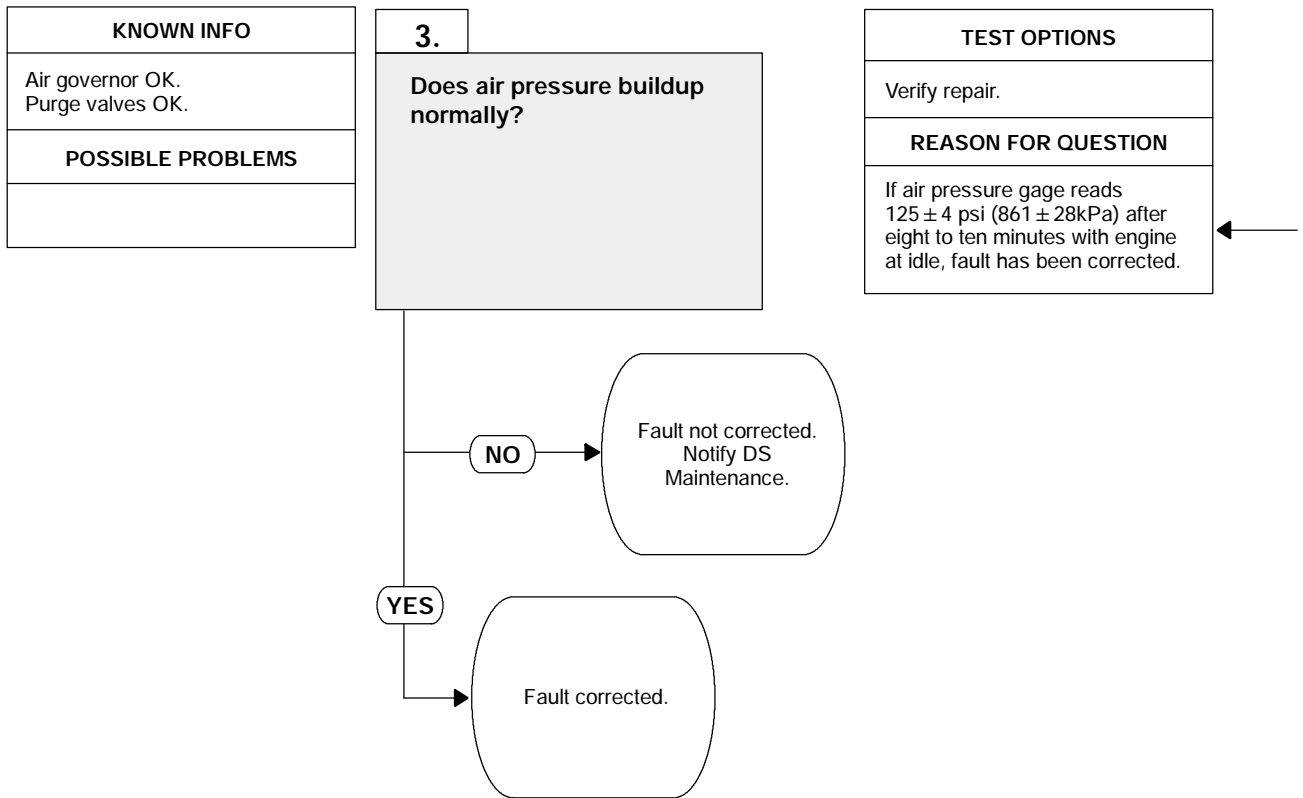 KNOWN INFO
Air governor OK.
Purge valves OK.
POSSIBLE PROBLEMS
3.
Does air pressure buildup
normally?
TEST OPTIONS
Verify repair.
REASON FOR QUESTION
If air pressure gage reads
125 ± 4 psi (861 ± 28kPa) after
eight to ten minutes with engine
at idle, fault has been corrected.
NO
Fault not corrected.
Notify DS
Maintenance.
YES
Fault corrected.